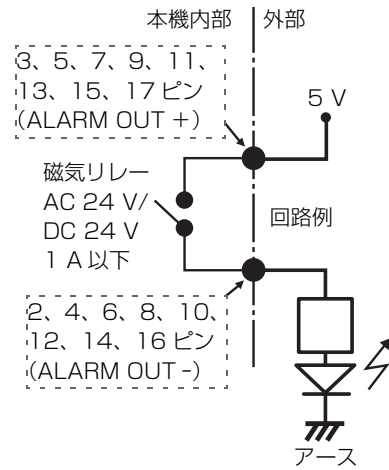 本機内部 外部
3、5、7、9、11、
13、15、17 ピン
(ALARM OUT +)
5 V
磁気リレー
AC 24 V/
DC 24 V
1 A 以下
回路例
2、4、6、8、10、
12、14、16 ピン
(ALARM OUT -)
アース